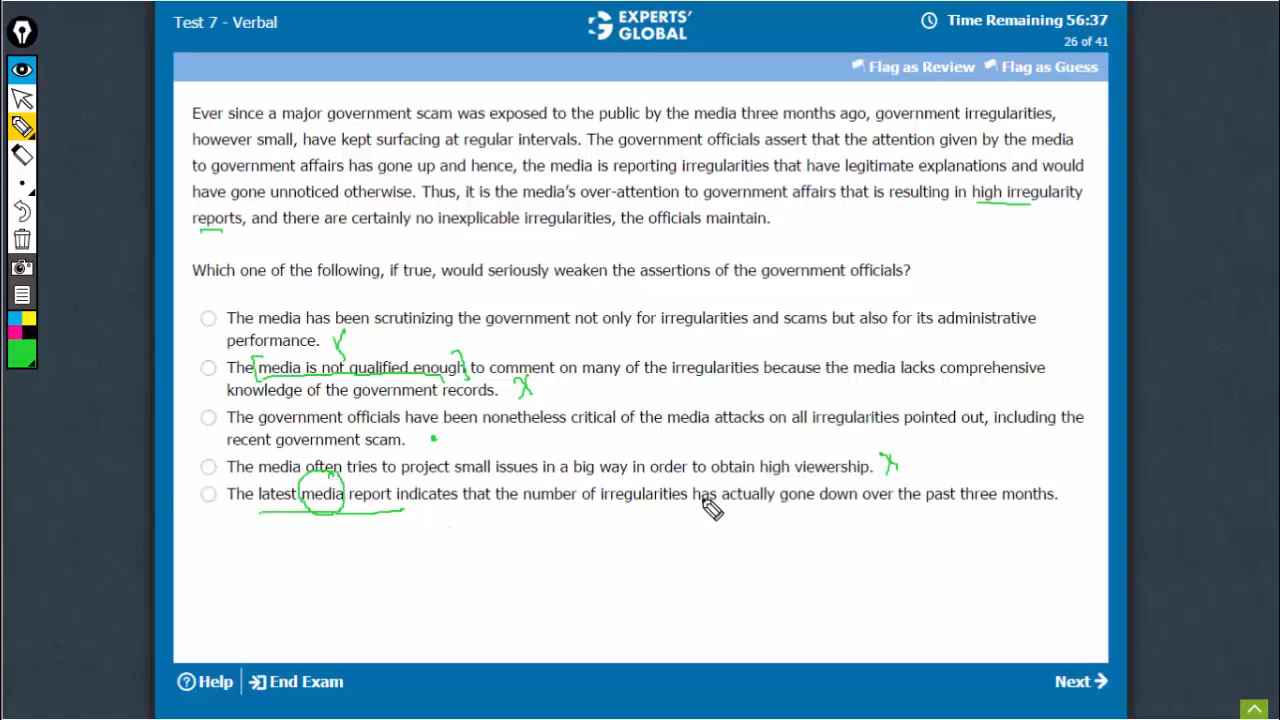 Test 7 - Verbal
EXPERTS'
GLOBAL
Time Remaining 56:37
26 of 41
Flag as Review
Flag as Guess
Ever since a major government scam was exposed to the public by the media three months ago, government irregularities,
however small, have kept surfacing at regular intervals. The government officials assert that the attention given by the media
to government affairs has gone up and hence, the media is reporting irregularities that have legitimate explanations and would
have gone unnoticed otherwise. Thus, it is the media's over-attention to government affairs that is resulting in high irregularity
reports, and there are certainly no inexplicable irregularities, the officials maintain.
Which one of the following, if true, would seriously weaken the assertions of the government officials?
The media has been scrutinizing the government not only for irregularities and scams but also for its administrative
performance.
The media is not qualified enough to comment on many of the irregularities because the media lacks comprehensive
knowledge of the government records.
The government officials have been nonetheless critical of the media attacks on all irregularities pointed out, including the
recent government scam.
The media often tries to project small issues in a big way in order to obtain high viewership.
The latest media report indicates that the number of irregularities has actually gone down over the past three months.
Help
End Exam
Next